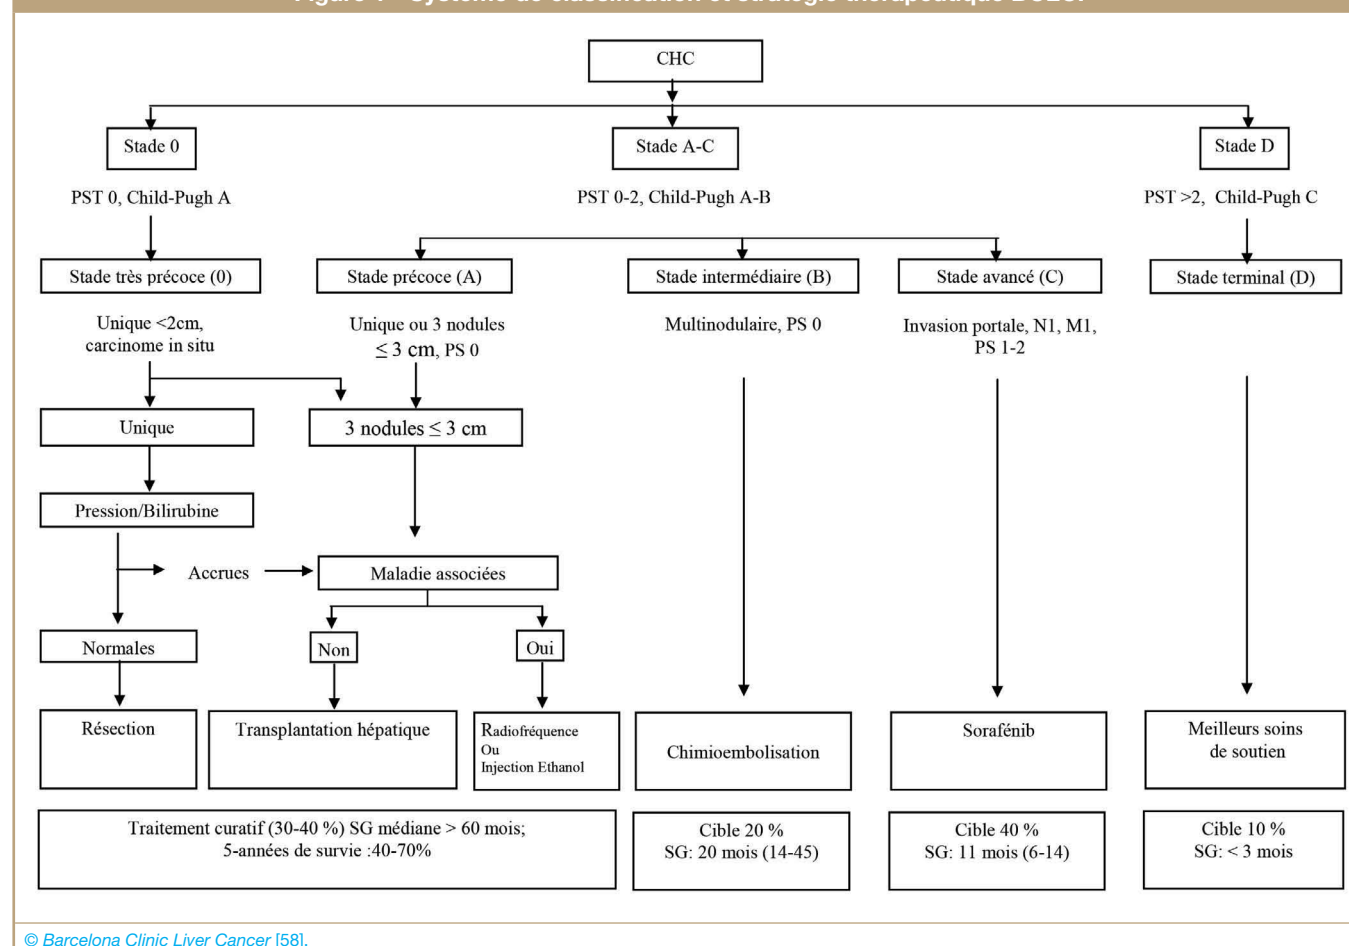 CHC
Stade 0
Stade A-C
Stade D
PST 0, Child-Pugh A
PST 0-2, Child-Pugh A-B
PST >2, Child-Pugh C
Stade très précoce (0)
Stade précoce (A)
Stade intermédiaire (B)
Stade avancé (C)
Stade terminal (D)
Unique <2cm,
carcinome in situ
Unique ou 3 nodules
≤ 3 cm, PS 0
Multinodulaire, PS 0
Invasion portale, N1, M1,
PS 1-2
Unique
3 nodules ≤ 3 cm
Pression/Bilirubine
Accrues
Maladie associées
Normales
Non
Oui
Résection
Transplantation hépatique
Radiofréquence
Ou
Injection Ethanol
Chimioembolisation
Sorafénib
Meilleurs soins
de soutien
Traitement curatif (30-40 %) SG médiane > 60 mois;
5-années de survie :40-70%
Cible 20 %
SG: 20 mois (14-45)
Cible 40 %
SG: 11 mois (6-14)
Cible 10 %
SG: < 3 mois
© Barcelona Clinic Liver Cancer [58].